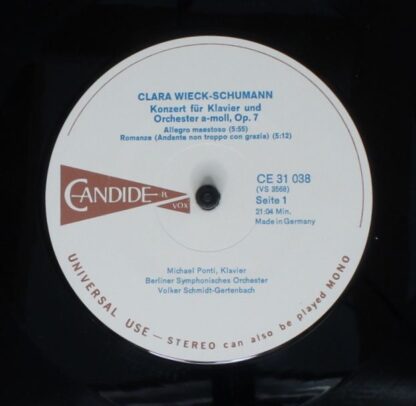 CLARA WIECK-SCHUMANN
Konzert für Klavier und
Orchester a-moll, Op. 7
Allegro maestoso (5:55)
Romanze (Andante non troppo con grazia) (5:12)
CANDIDE R
VOX
CE 31 038
(VS 3568)
Seite 1
21:04 Min.
Made in Germany
Michael Ponti, Klavier
Berliner Symphonisches Orchester
Volker Schmidt-Gertenbach
UNIVERSAL USE — STEREO can also be played MONO